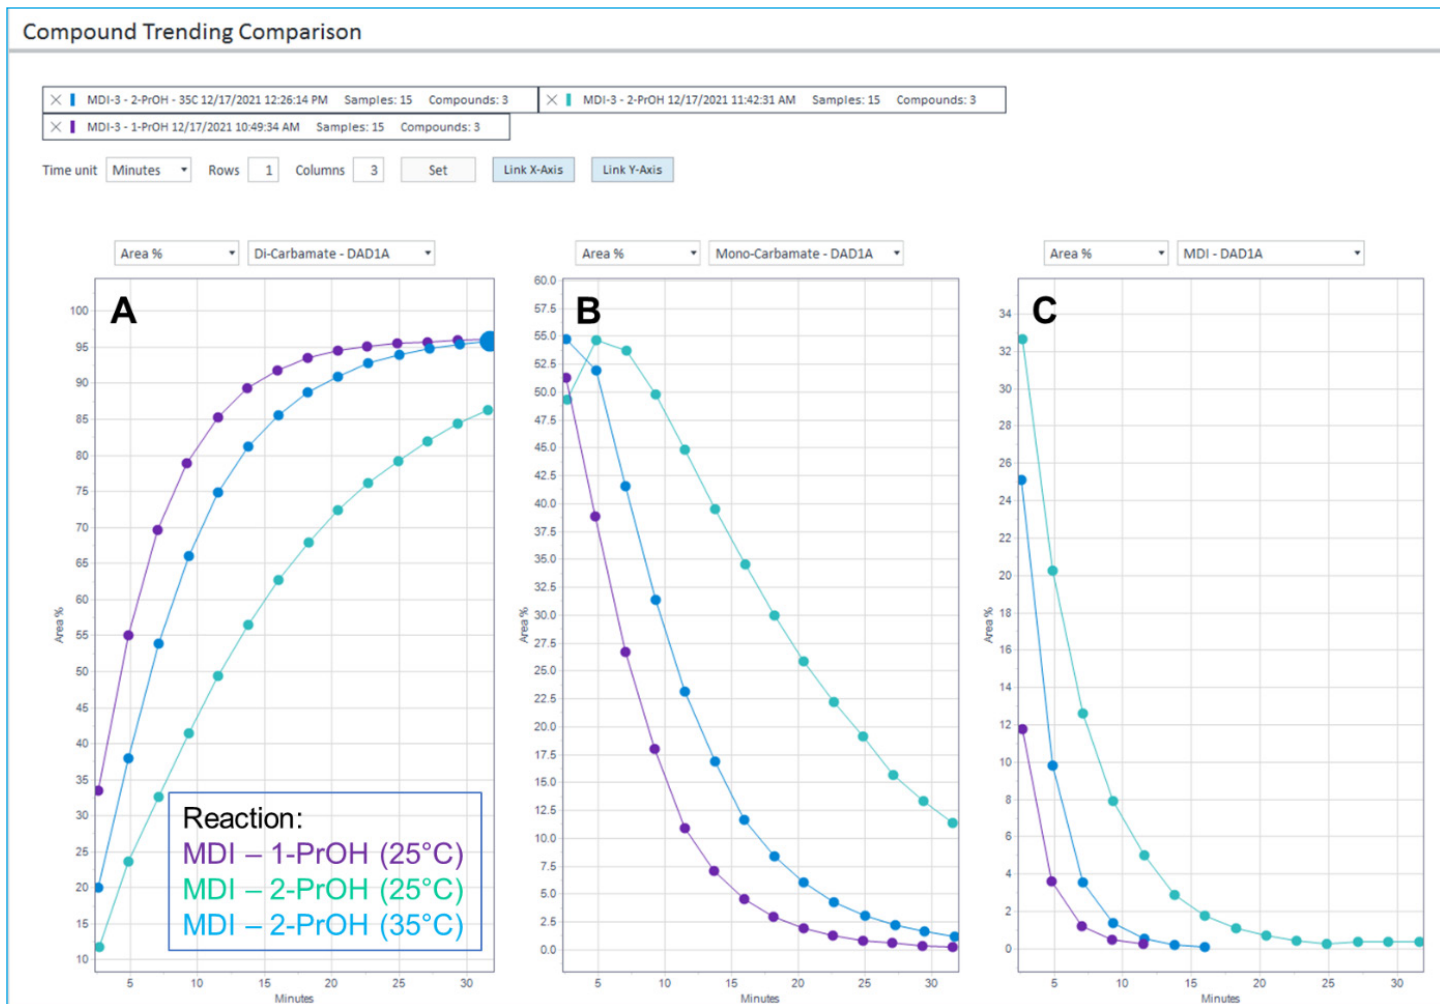 Compound Trending Comparison
MDI-3 - 2-PrOH - 35C 12/17/2021 12:26:14 PM Samples: 15 Compounds: 3
MDI-3 - 2-PrOH 12/17/2021 11:42:31 AM Samples: 15 Compounds: 3
MDI-3 - 1-PrOH 12/17/2021 10:49:34 AM Samples: 15 Compounds: 3
Time unit Minutes Rows 1 Columns 3 Set Link X-Axis Link Y-Axis
Area % Di-Carbamate - DAD1A
A
100
95
90
85
80
75
70
65
60
55
50
45
40
35
30
25
20
15
10
Area %
5 10 15 20 25 30
Minutes
Reaction:
MDI – 1-PrOH (25°C)
MDI – 2-PrOH (25°C)
MDI – 2-PrOH (35°C)
Area % Mono-Carbamate - DAD1A
B
60.0
57.5
55.0
52.5
50.0
47.5
45.0
42.5
40.0
37.5
35.0
32.5
30.0
27.5
25.0
22.5
20.0
17.5
15.0
12.5
10.0
7.5
5.0
2.5
0.0
Area %
5 10 15 20 25 30
Minutes
Area % MDI - DAD1A
C
34
32
30
28
26
24
22
20
18
16
14
12
10
8
6
4
2
0
Area %
5 10 15 20 25 30
Minutes